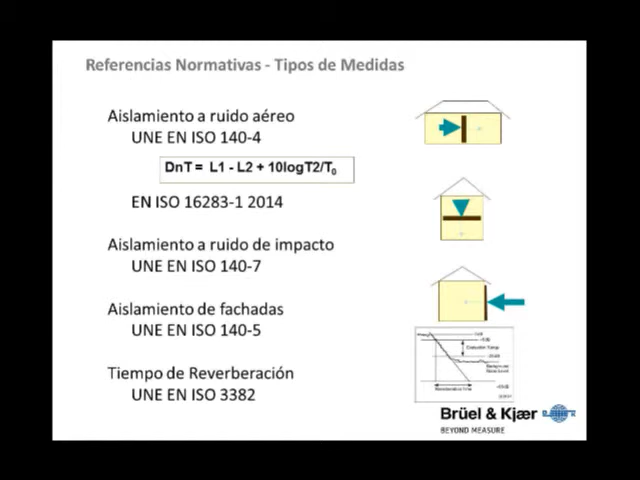 Referencias Normativas - Tipos de Medidas
Aislamiento a ruido aéreo
UNE EN ISO 140-4
DnT = L1 - L2 + 10logT2/T₀
EN ISO 16283-1 2014
Aislamiento a ruido de impacto
UNE EN ISO 140-7
Aislamiento de fachadas
UNE EN ISO 140-5
Tiempo de Reverberación
UNE EN ISO 3382
Brüel & Kjær
BEYOND MEASURE